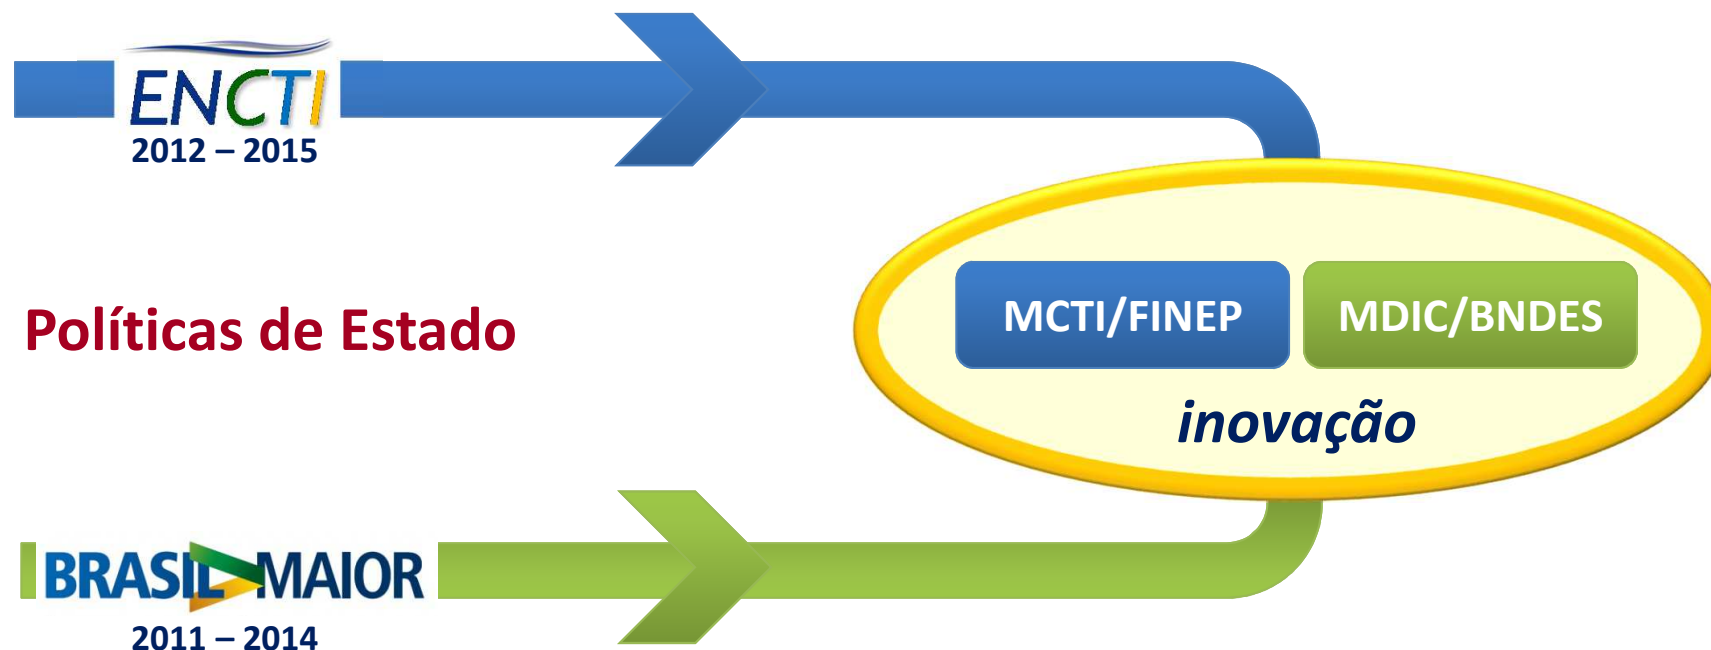 ENCTI
2012 – 2015
Políticas de Estado
MCTI/FINEP
MDIC/BNDES
inovação
BRASIL MAIOR
2011 – 2014